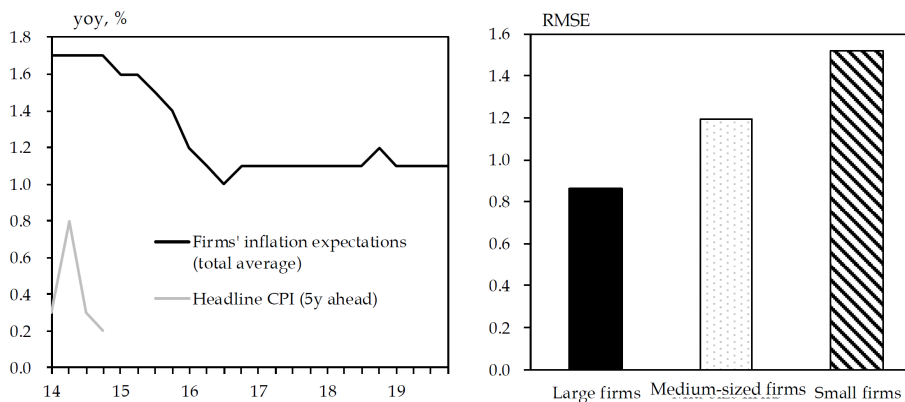 yoy, %
1.8
1.6
1.4
1.2
1.0
0.8
0.6
0.4
0.2
0.0
14 15 16 17 18 19
Firms' inflation expectations
(total average)
Headline CPI (5y ahead)
RMSE
1.6
1.4
1.2
1.0
0.8
0.6
0.4
0.2
0.0
Large firms Medium-sized firms Small firms